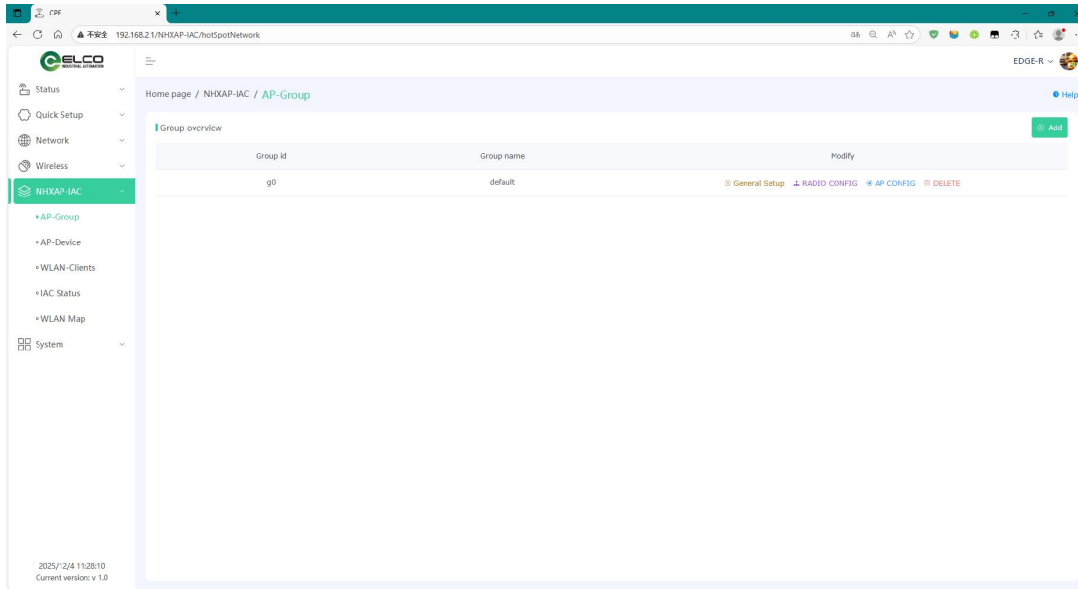 CPE
不安全 192.168.2.1/NHXAP-IAC/hotSpotNetwork
ELCO
INDUSTRIAL AUTOMATION
EDGE-R
Status
Quick Setup
Network
Wireless
NHXAP-IAC
AP-Group
AP-Device
WLAN-Clients
IAC Status
WLAN Map
System
2025/12/4 11:28:10
Current version: v 1.0
Home page / NHXAP-IAC / AP-Group
Help
Group overview
Add
Group id Group name Modify
g0 default General Setup RADIO CONFIG AP CONFIG DELETE